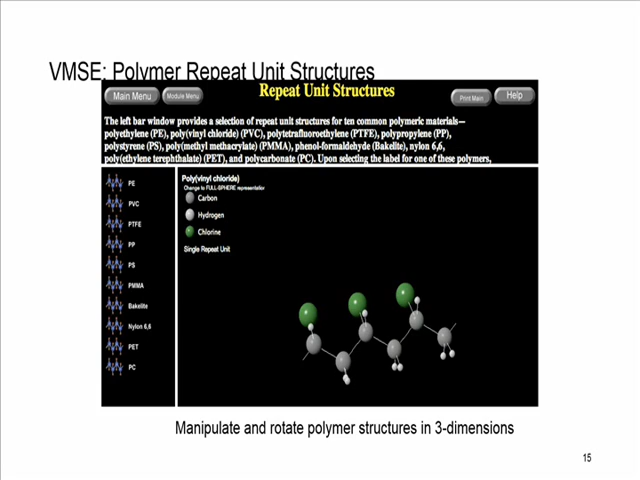 VMSE: Polymer Repeat Unit Structures
Main Menu
Module Menu
Repeat Unit Structures
Print Main
Help
The left bar window provides a selection of repeat unit structures for ten common polymeric materials—
polyethylene (PE), poly(vinyl chloride) (PVC), polytetrafluoroethylene (PTFE), polypropylene (PP),
polystyrene (PS), poly(methyl methacrylate) (PMMA), phenol-formaldehyde (Bakelite), nylon 6,6,
poly(ethylene terephthalate) (PET), and polycarbonate (PC). Upon selecting the label for one of these polymers,
PE
PVC
PTFE
PP
PS
PMMA
Bakelite
Nylon 6,6
PET
PC
Poly(vinyl chloride)
Change to FULL-SPHERE representation
Carbon
Hydrogen
Chlorine
Single Repeat Unit
Manipulate and rotate polymer structures in 3-dimensions
15